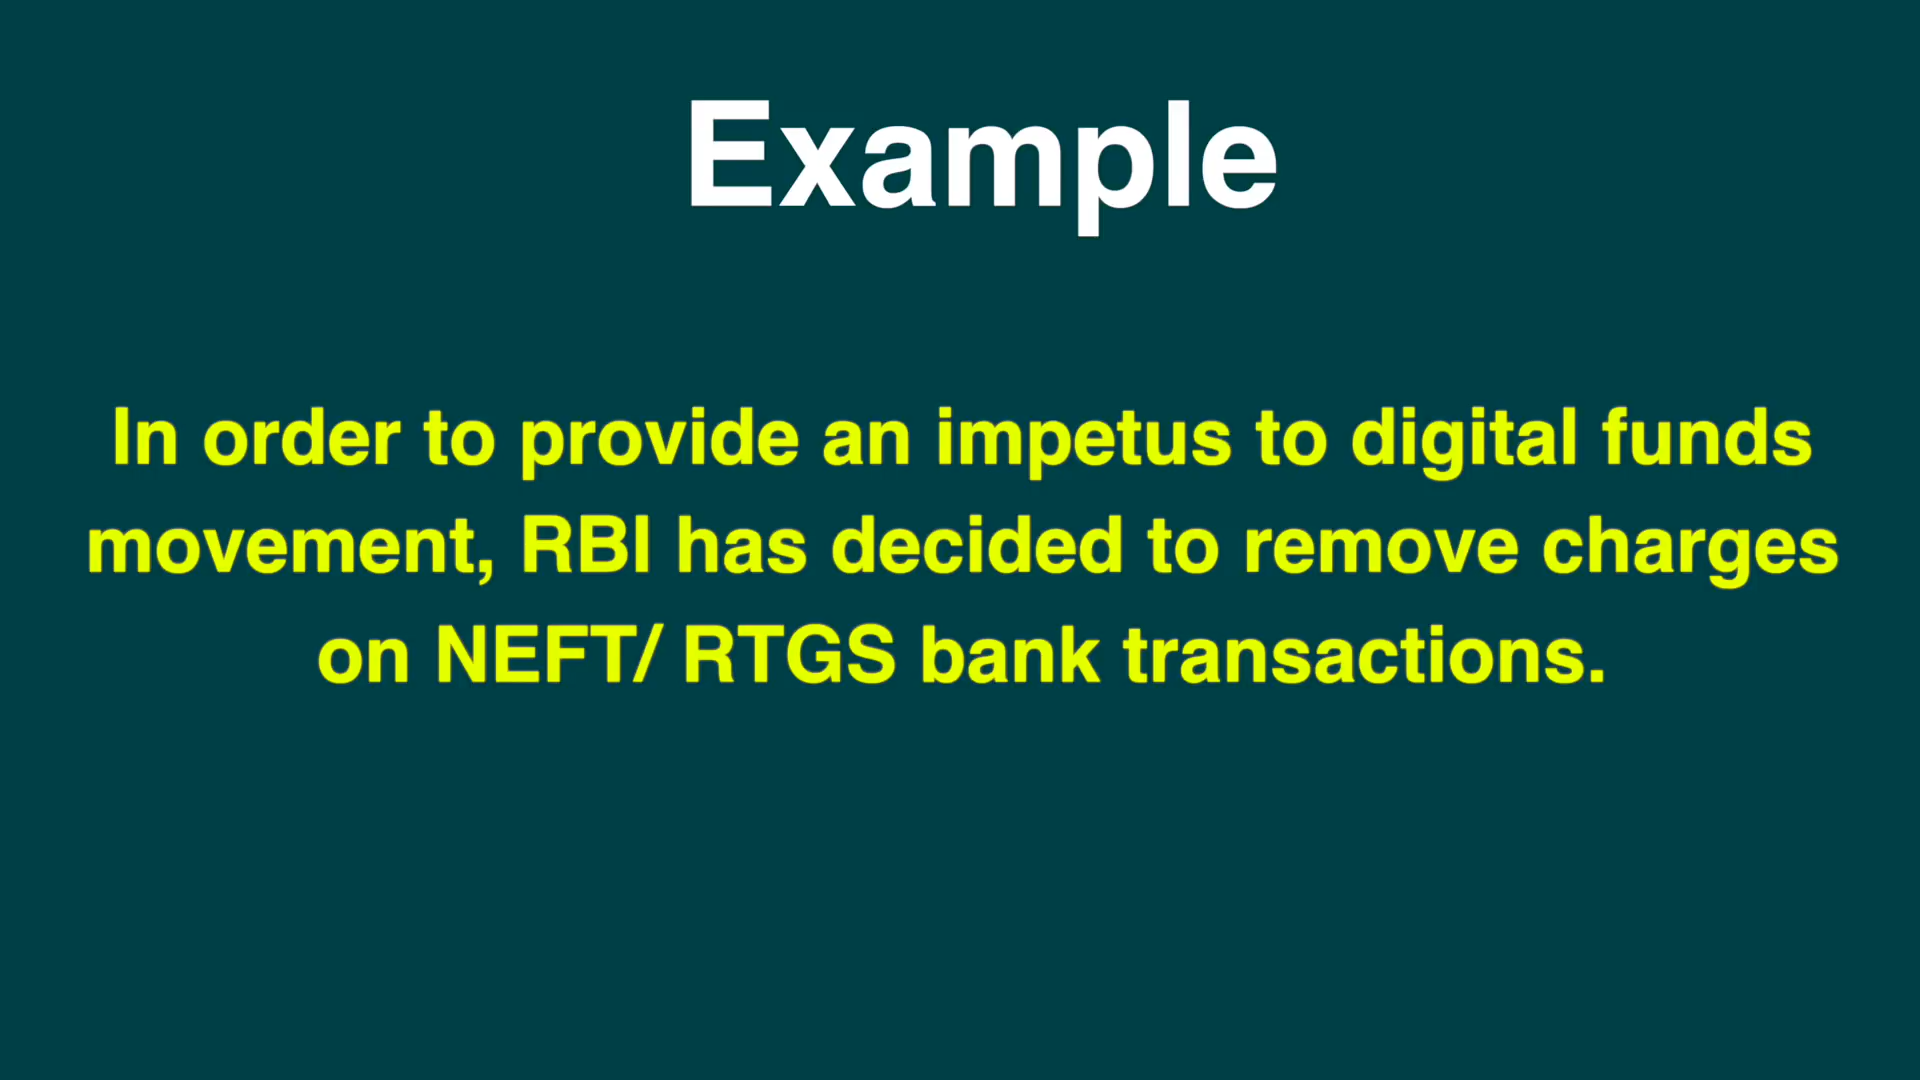 Example
In order to provide an impetus to digital funds
movement, RBI has decided to remove charges
on NEFT/ RTGS bank transactions.